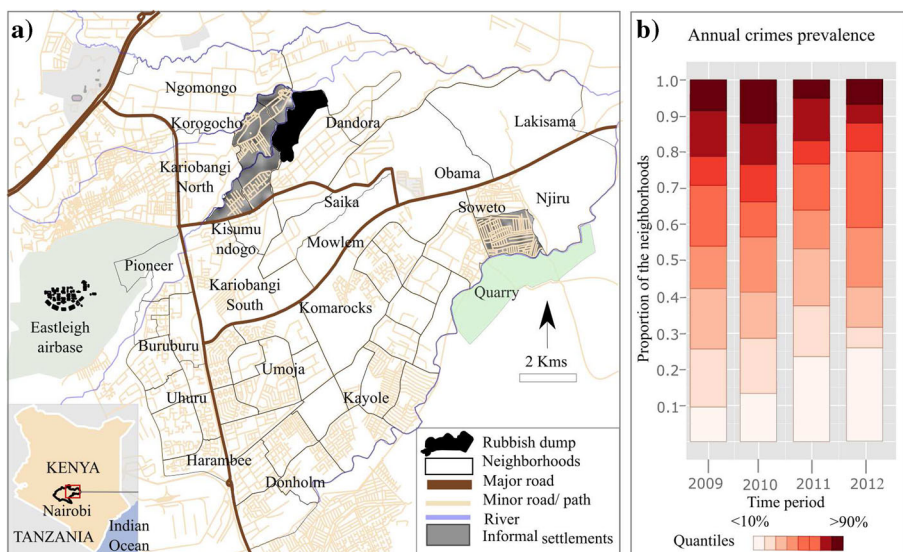 a)
Ngomongo
Korogocho
Dandora
Lakisama
Kariobangi
North
Obama
Saika
Soweto
Njiru
Kisumu
ndogo
Mowlem
Pioneer
Kariobangi
South
Quarry
Komarocks
Eastleigh
airbase
Buruburu
2 Kms
Umoja
Uhuru
Kayole
Harambee
Donholm
KENYA
Nairobi
TANZANIA
Indian
Ocean
Rubbish dump
Neighborhoods
Major road
Minor road/ path
River
Informal settlements
b)
Annual crimes prevalence
Proportion of the neighborhoods
1.0
0.9
0.8
0.7
0.6
0.5
0.4
0.3
0.2
0.1
2009 2010 2011 2012
Time period
<10% >90%
Quantiles